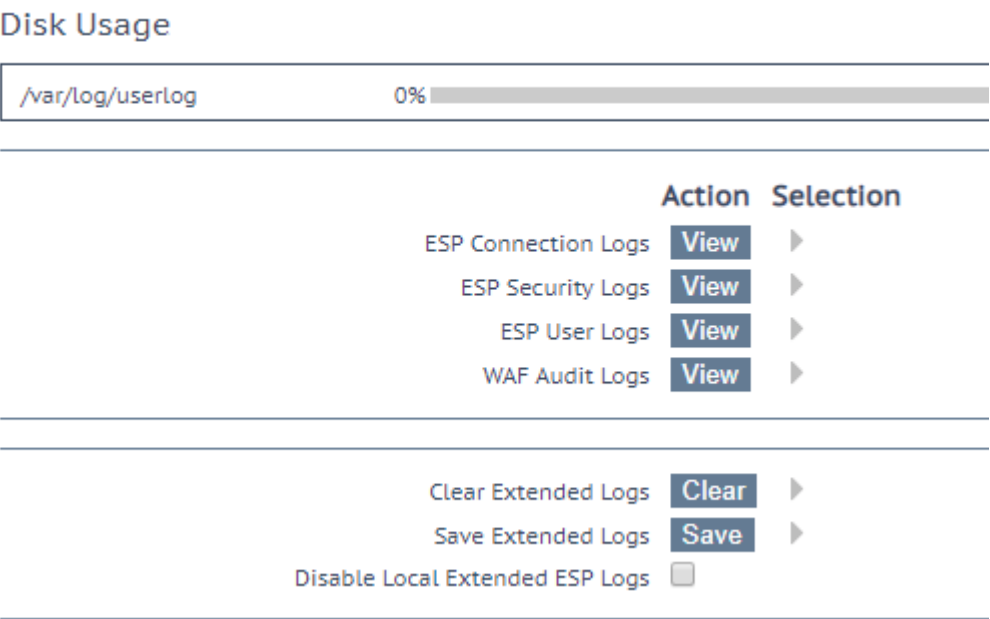 Disk Usage
/var/log/userlog 0%
Action Selection
ESP Connection Logs View
ESP Security Logs View
ESP User Logs View
WAF Audit Logs View
Clear Extended Logs Clear
Save Extended Logs Save
Disable Local Extended ESP Logs